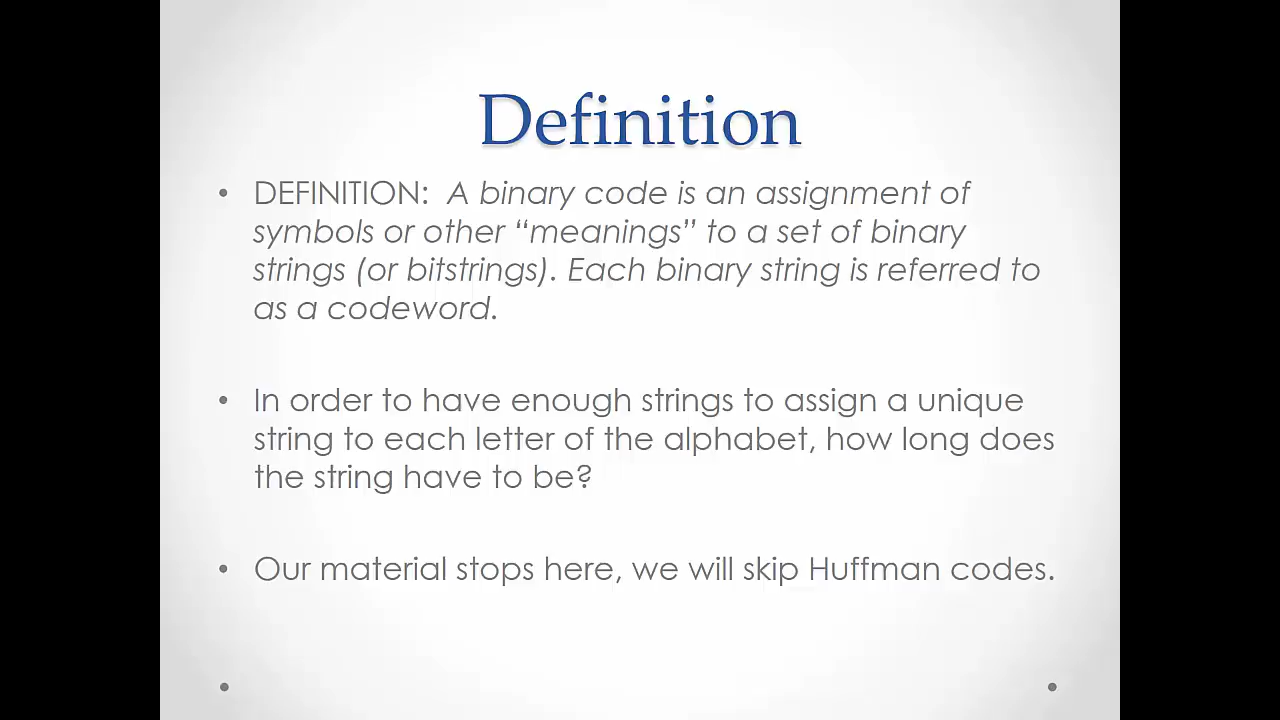 Definition
• DEFINITION: A binary code is an assignment of
symbols or other “meanings” to a set of binary
strings (or bitstrings). Each binary string is referred to
as a codeword.
• In order to have enough strings to assign a unique
string to each letter of the alphabet, how long does
the string have to be?
• Our material stops here, we will skip Huffman codes.